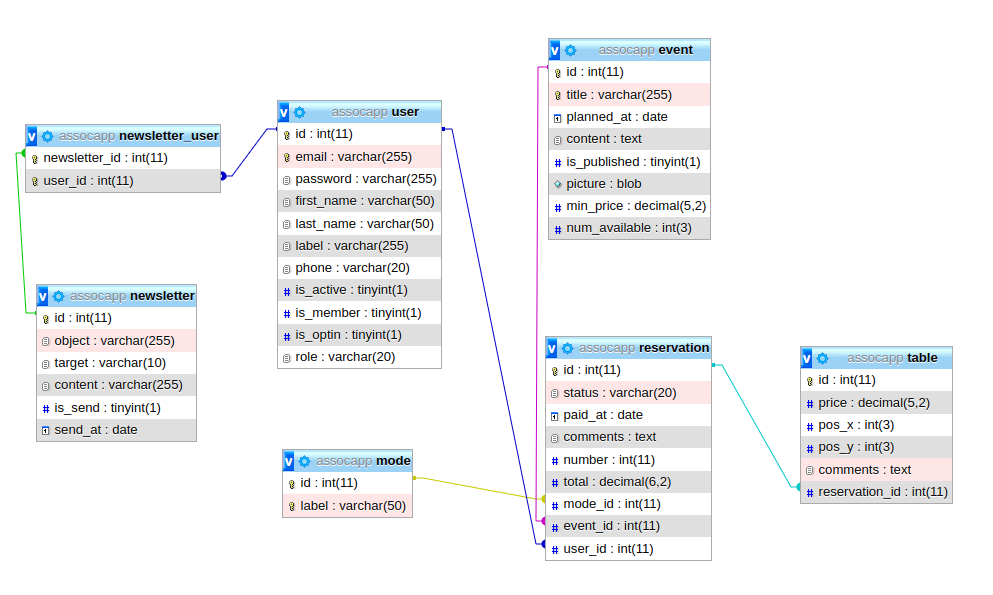 v assocapp newsletter_user
newsletter_id : int(11)
user_id : int(11)
v assocapp newsletter
id : int(11)
object : varchar(255)
target : varchar(10)
content : varchar(255)
is_send : tinyint(1)
send_at : date
v assocapp user
id : int(11)
email : varchar(255)
password : varchar(255)
first_name : varchar(50)
last_name : varchar(50)
label : varchar(255)
phone : varchar(20)
is_active : tinyint(1)
is_member : tinyint(1)
is_optin : tinyint(1)
role : varchar(20)
v assocapp mode
id : int(11)
label : varchar(50)
v assocapp event
id : int(11)
title : varchar(255)
planned_at : date
content : text
# is_published : tinyint(1)
picture : blob
# min_price : decimal(5,2)
# num_available : int(3)
v assocapp reservation
id : int(11)
status : varchar(20)
paid_at : date
comments : text
# number : int(11)
# total : decimal(6,2)
# mode_id : int(11)
# event_id : int(11)
# user_id : int(11)
v assocapp table
id : int(11)
# price : decimal(5,2)
# pos_x : int(3)
# pos_y : int(3)
comments : text
# reservation_id : int(11)